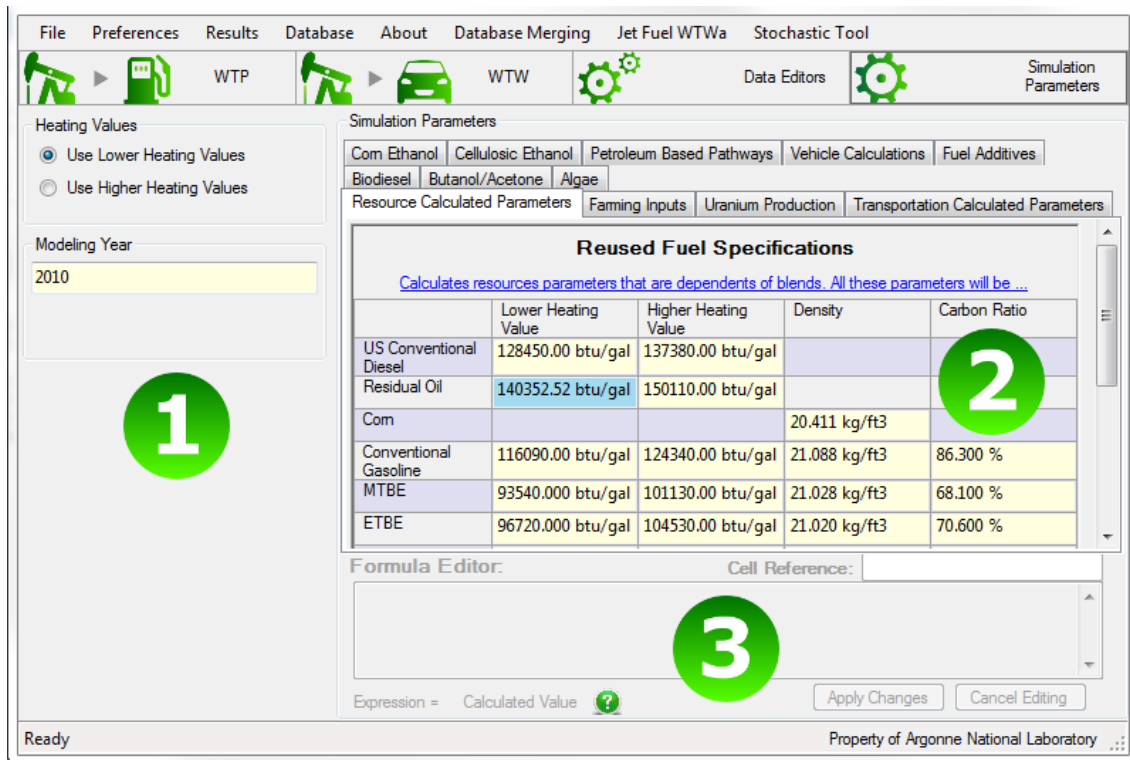 File Preferences Results Database About Database Merging Jet Fuel WTWa Stochastic Tool
WTP WTW Data Editors Simulation Parameters
Heating Values
Use Lower Heating Values
Use Higher Heating Values
Modeling Year
2010
1
Simulation Parameters
Corn Ethanol Cellulosic Ethanol Petroleum Based Pathways Vehicle Calculations Fuel Additives
Biodiesel Butanol/Acetone Algae
Resource Calculated Parameters Farming Inputs Uranium Production Transportation Calculated Parameters
Reused Fuel Specifications
Calculates resources parameters that are dependents of blends. All these parameters will be ...
Lower Heating Value Higher Heating Value Density Carbon Ratio
US Conventional Diesel 128450.00 btu/gal 137380.00 btu/gal
Residual Oil 140352.52 btu/gal 150110.00 btu/gal
Corn 20.411 kg/ft3
Conventional Gasoline 116090.00 btu/gal 124340.00 btu/gal 21.088 kg/ft3 86.300 %
MTBE 93540.000 btu/gal 101130.00 btu/gal 21.028 kg/ft3 68.100 %
ETBE 96720.000 btu/gal 104530.00 btu/gal 21.020 kg/ft3 70.600 %
2
Formula Editor: Cell Reference:
3
Expression = Calculated Value ? Apply Changes Cancel Editing
Ready Property of Argonne National Laboratory